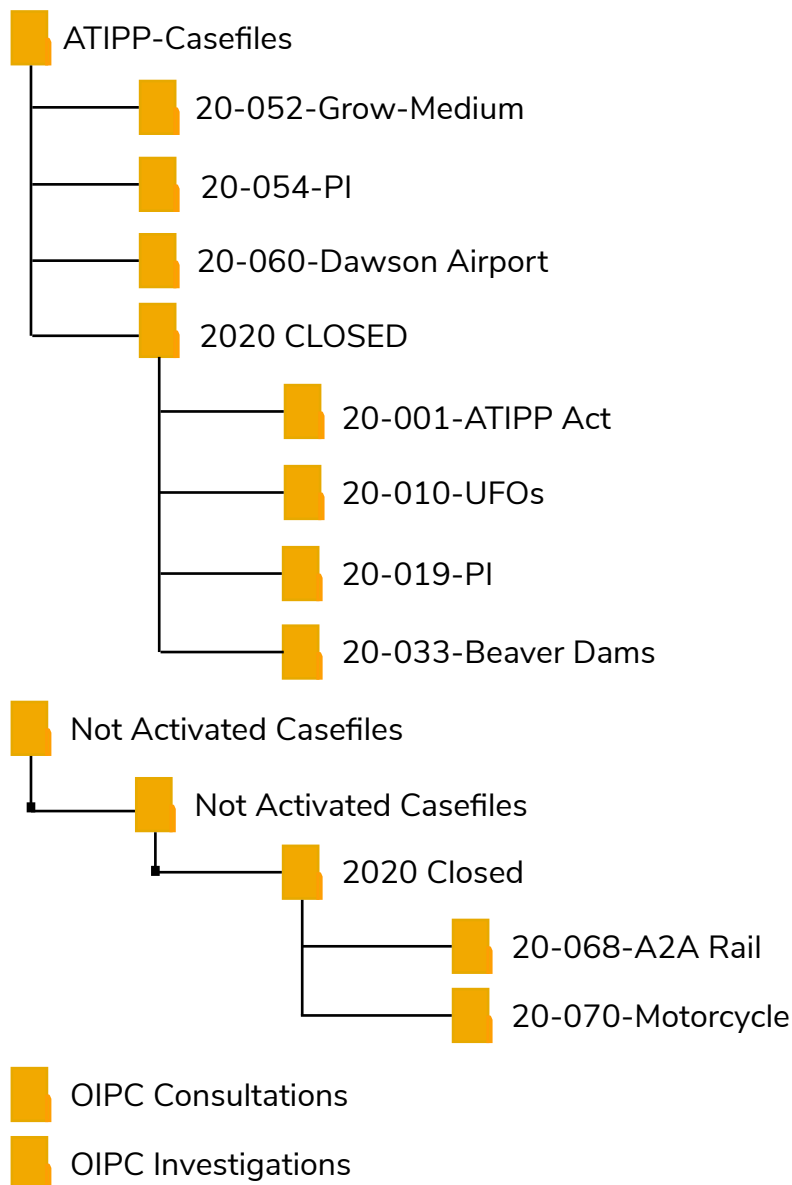 ATIPP-Casefiles
20-052-Grow-Medium
20-054-PI
20-060-Dawson Airport
2020 CLOSED
20-001-ATIPP Act
20-010-UFOs
20-019-PI
20-033-Beaver Dams
Not Activated Casefiles
Not Activated Casefiles
2020 Closed
20-068-A2A Rail
20-070-Motorcycle
OIPC Consultations
OIPC Investigations